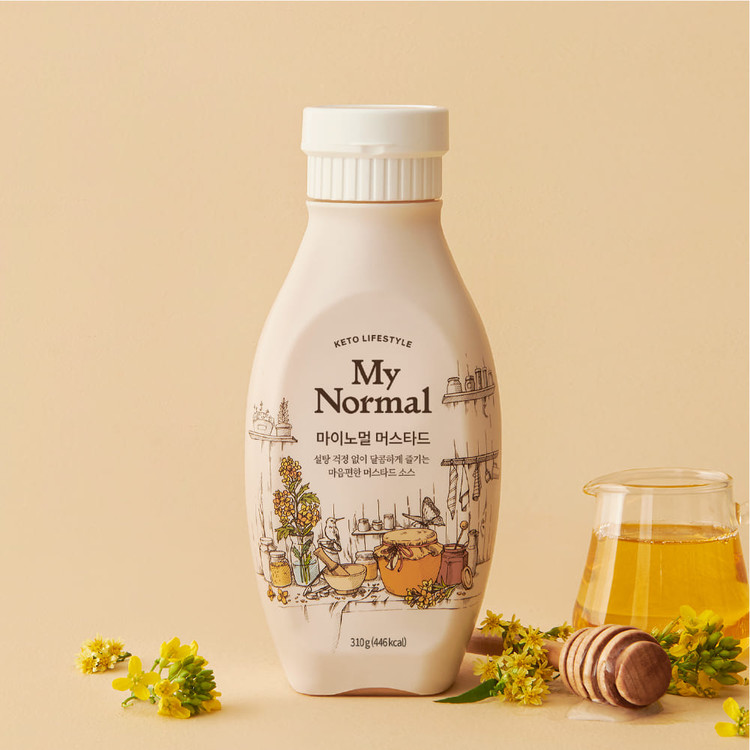 KETO LIFESTYLE
My
Normal
마이노멀 머스타드
설탕 걱정 없이 달콤하게 즐기는
마음편한 머스타드 소스
310g(446kcal)